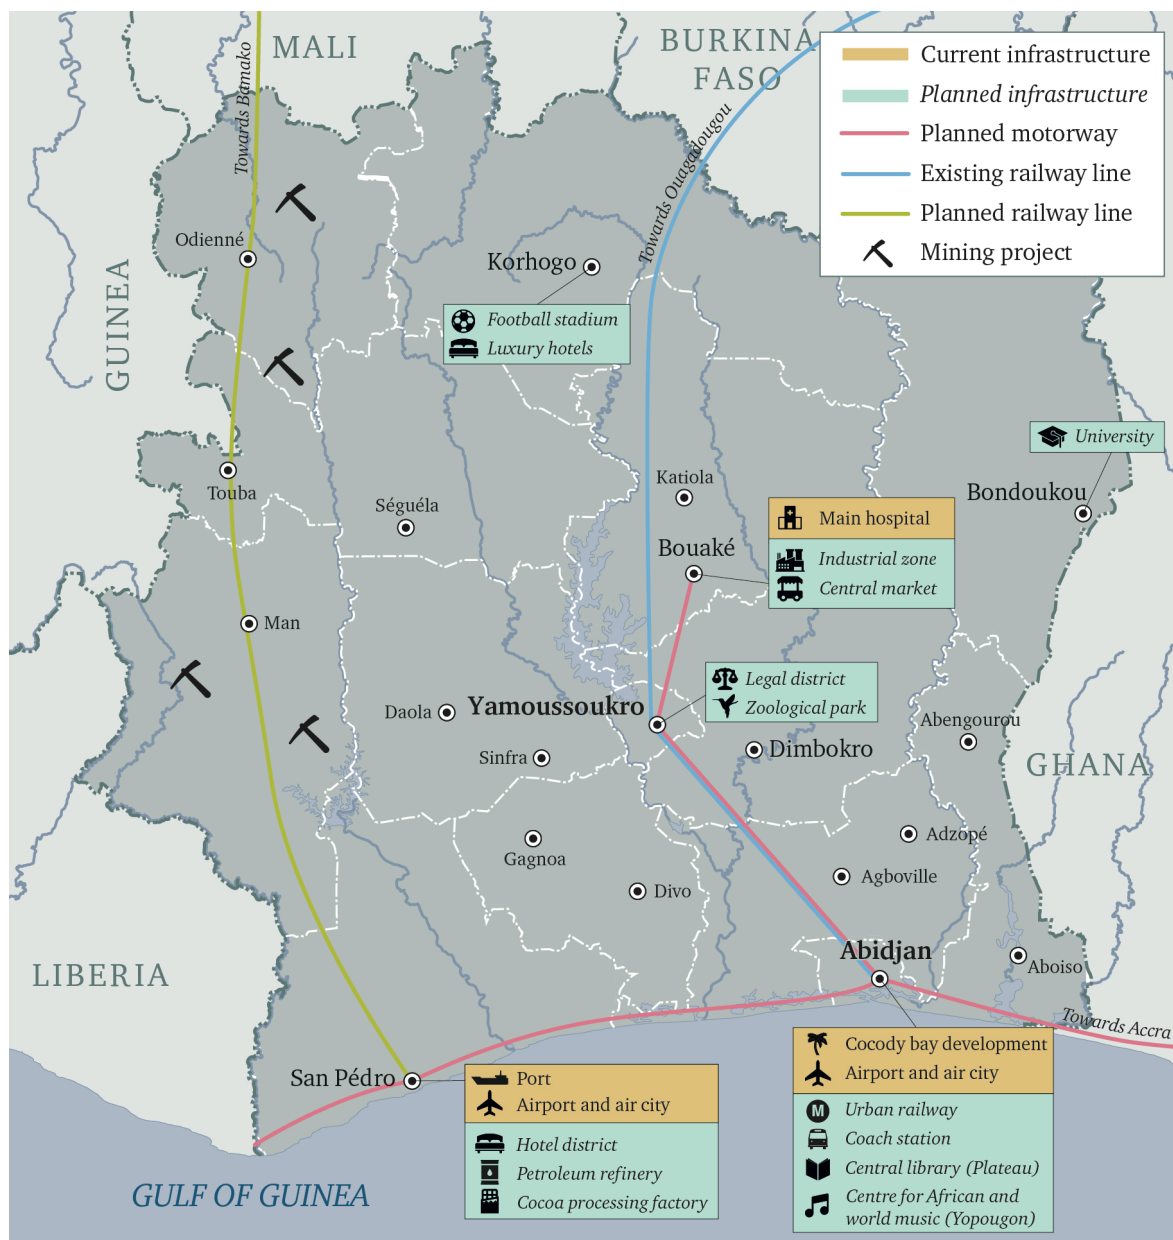 MALI
BURKINA
FASO
Current infrastructure
Planned infrastructure
Planned motorway
Existing railway line
Planned railway line
Mining project
Towards Bamako
Towards Ouagadougou
GUINEA
Odienné
Korhogo
Football stadium
Luxury hotels
University
Bondoukou
Touba
Séguéla
Katiola
Bouaké
Main hospital
Industrial zone
Central market
Man
Daola
Yamoussoukro
Legal district
Zoological park
Sinfra
Dimbokro
Abengourou
GHANA
Gagnoa
Divo
Adzopé
Agboville
LIBERIA
Abidjan
Aboiso
Towards Accra
San Pédro
Port
Airport and air city
Hotel district
Petroleum refinery
Cocoa processing factory
Cocody bay development
Airport and air city
M
Urban railway
Coach station
Central library (Plateau)
Centre for African and
world music (Yopougon)
GULF OF GUINEA